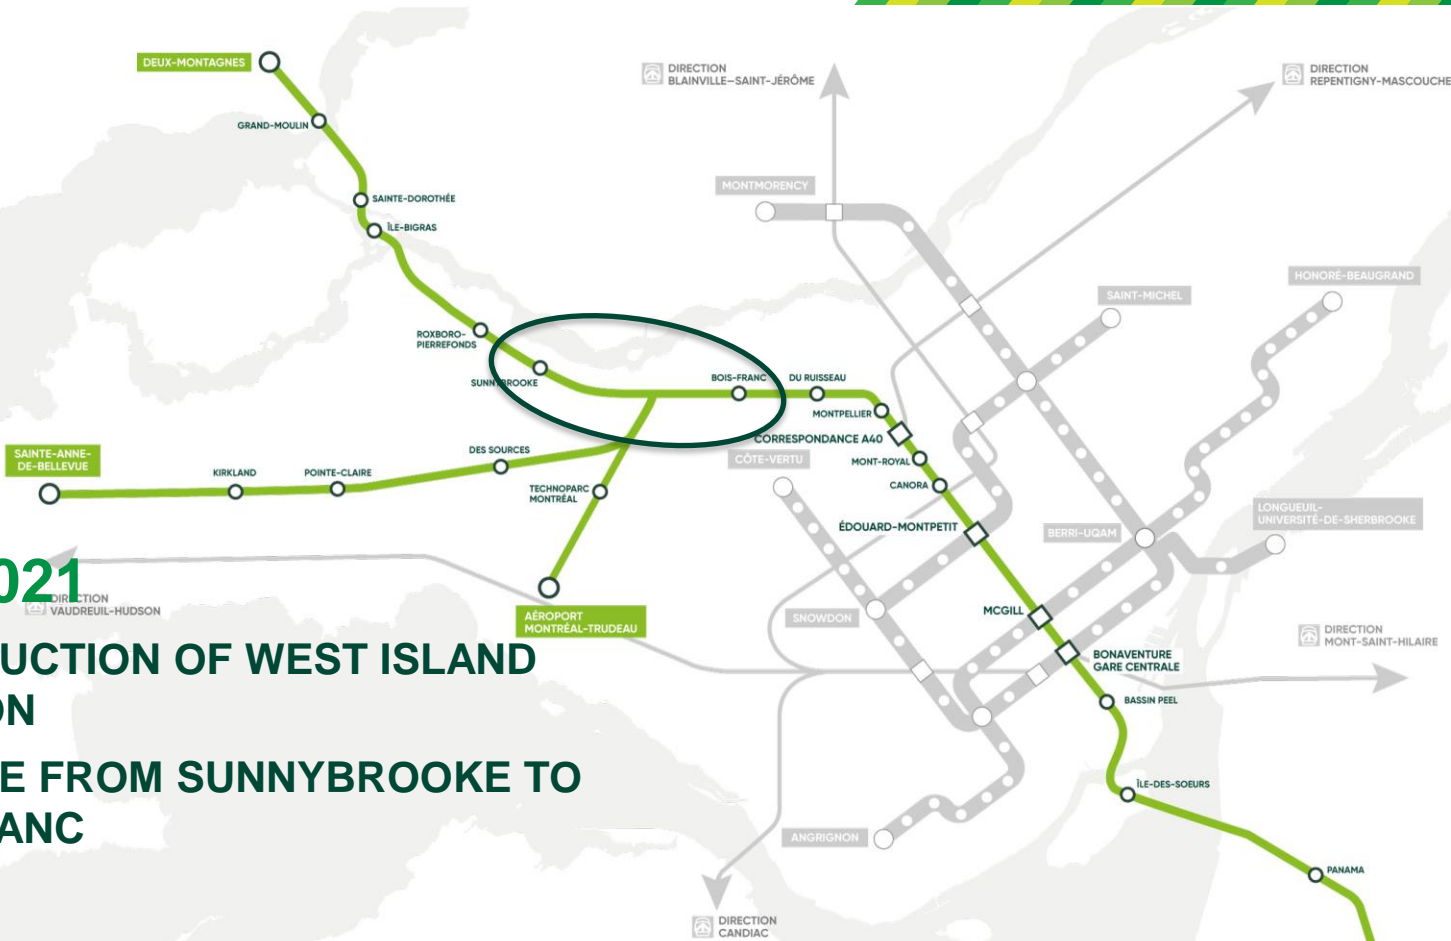 DEUX-MONTAGNES
DIRECTION
BLAINVILLE–SAINT-JÉRÔME
DIRECTION
REPENTIGNY-MASCOUCHE
GRAND-MOULIN
MONTMORENCY
SAINTE-DOROTHÉE
ÎLE-BIGRAS
HONORÉ-BEAUGRAND
SAINT-MICHEL
ROXBORO-
PIERREFONDS
SUNNYBROOKE
BOIS-FRANC
DU RUISSEAU
MONTPELLIER
CORRESPONDANCE A40
CÔTE-VERTU
MONT-ROYAL
CANORA
SAINTE-ANNE-
DE-BELLEVUE
KIRKLAND
POINTE-CLAIRE
DES SOURCES
TECHNOPARC
MONTRÉAL
ÉDOUARD-MONTPETIT
BERRI-UQAM
LONGUEUIL-
UNIVERSITÉ-DE-SHERBROOKE
021
DIRECTION
VAUDREUIL-HUDSON
AÉROPORT
MONTRÉAL-TRUDEAU
SNOWDON
MCGILL
DIRECTION
MONT-SAINT-HILAIRE
BONAVENTURE
GARE CENTRALE
UCTION OF WEST ISLAND
ON
BASSIN PEEL
E FROM SUNNYBROOKE TO
ANC
ÎLE-DES-SOEURS
ANGRIGNON
PANAMA
DIRECTION
CANDIAC